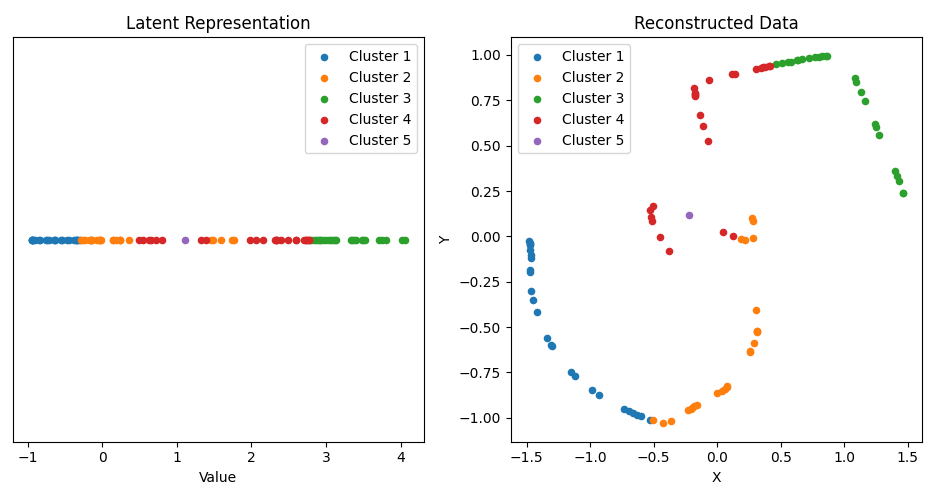 Latent Representation
Cluster 1
Cluster 2
Cluster 3
Cluster 4
Cluster 5
−1 0 1 2 3 4
Value
Reconstructed Data
Cluster 1
Cluster 2
Cluster 3
Cluster 4
Cluster 5
Y
1.00
0.75
0.50
0.25
0.00
−0.25
−0.50
−0.75
−1.00
−1.5 −1.0 −0.5 0.0 0.5 1.0 1.5
X